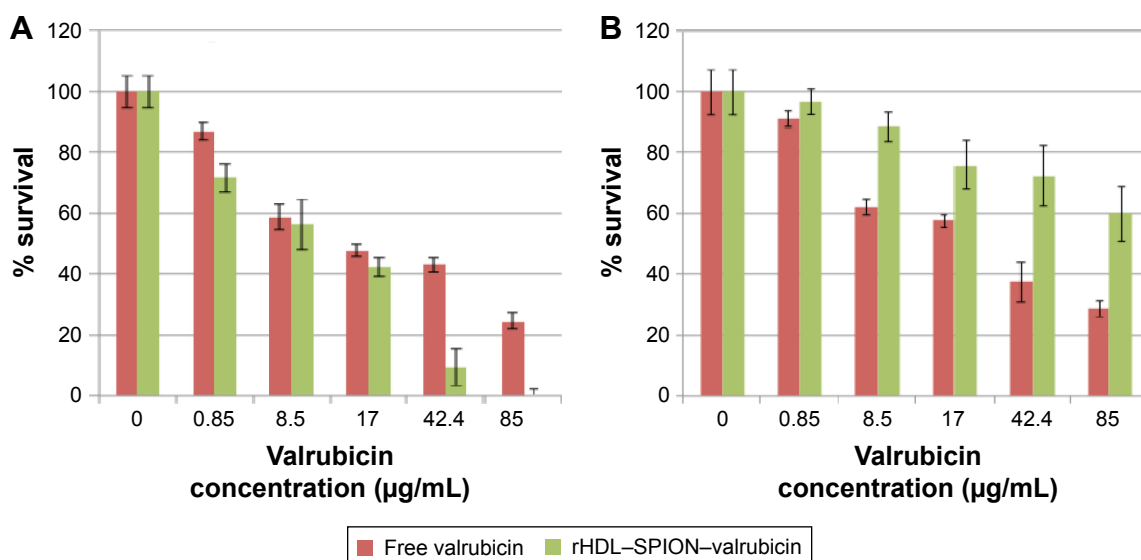 A
120
100
80
60
40
20
0
% survival
0 0.85 8.5 17 42.4 85
Valrubicin
concentration (µg/mL)
B
120
100
80
60
40
20
0
% survival
0 0.85 8.5 17 42.4 85
Valrubicin
concentration (µg/mL)
Free valrubicin rHDL–SPION–valrubicin